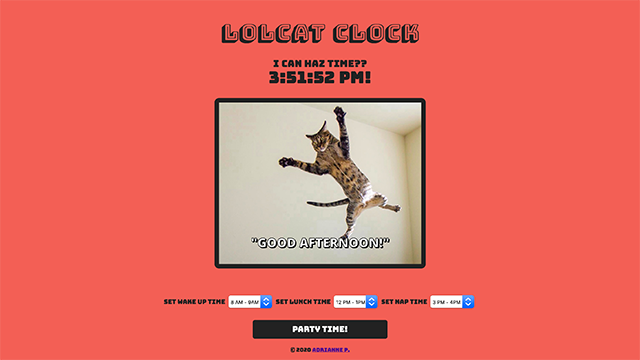 LOLCAT CLOCK
I CAN HAZ TIME??
3:51:52 PM!
"GOOD AFTERNOON!"
SET WAKE UP TIME 8 AM - 9AM SET LUNCH TIME 12 PM - 1PM SET NAP TIME 3 PM - 4PM
PARTY TIME!
© 2020 ADRIANNE P.